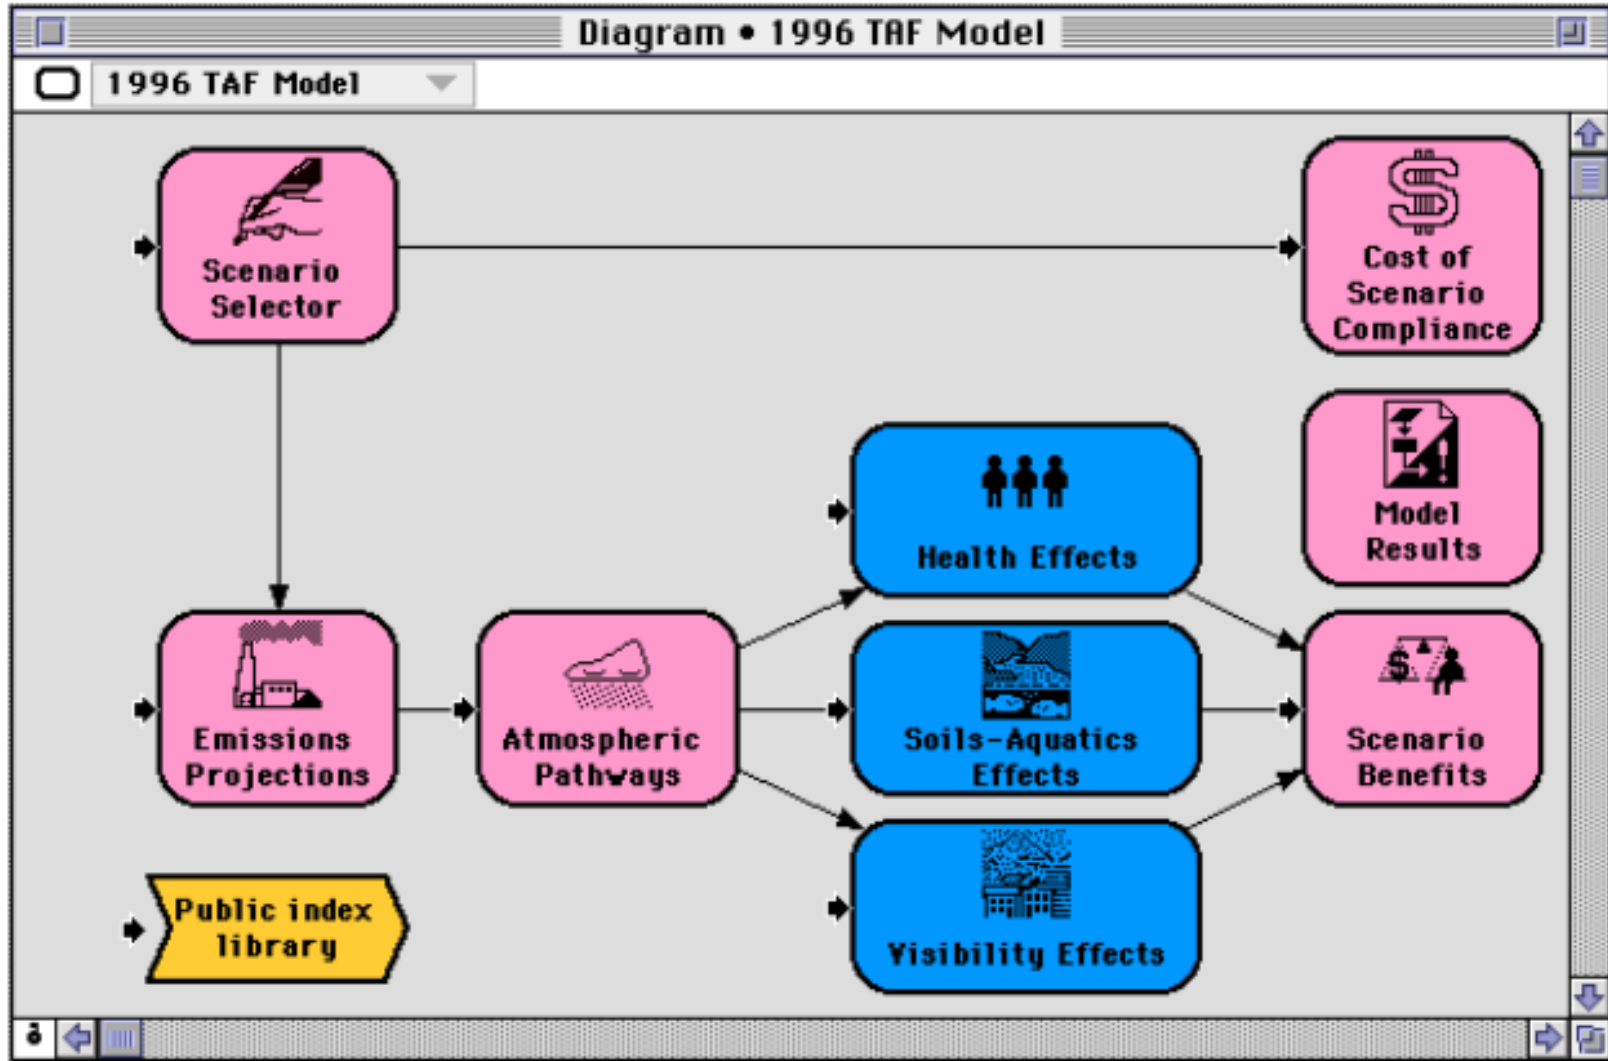 Diagram • 1996 TAF Model
1996 TAF Model
Scenario
Selector
Cost of
Scenario
Compliance
Model
Results
Health Effects
Emissions
Projections
Atmospheric
Pathways
Soils-Aquatics
Effects
Scenario
Benefits
Public index
library
Visibility Effects